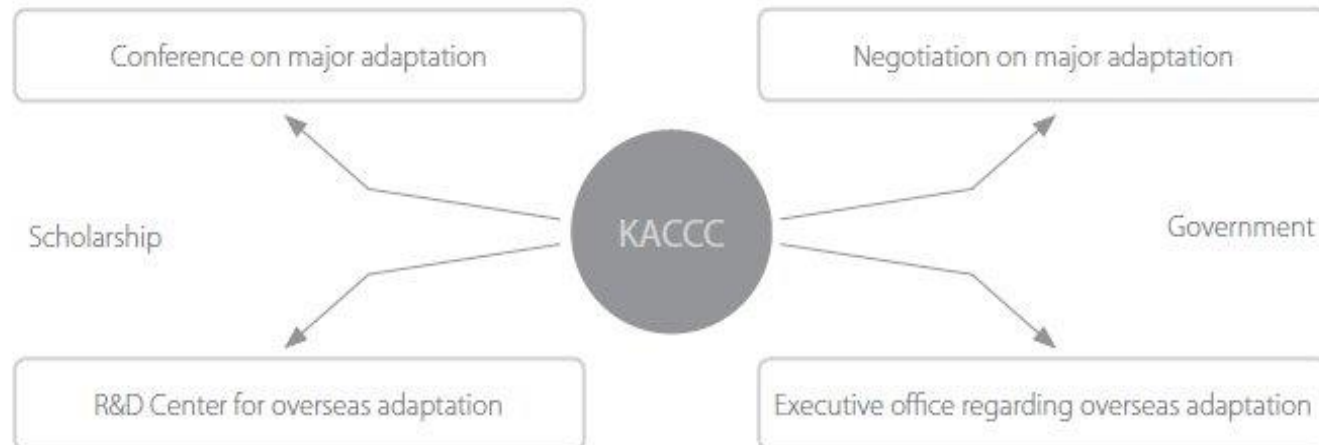 Conference on major adaptation
Negotiation on major adaptation
Scholarship
KACCC
Government
R&D Center for overseas adaptation
Executive office regarding overseas adaptation